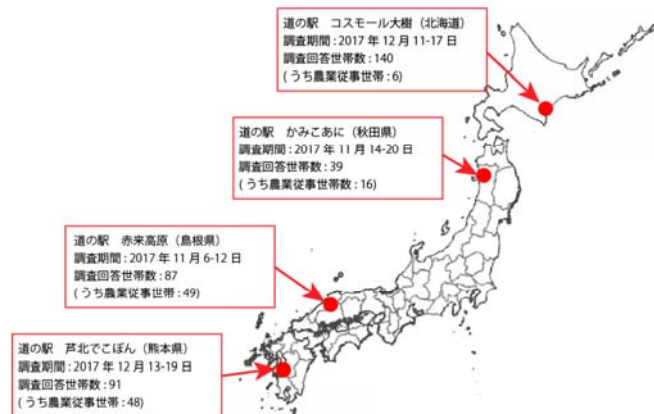 道の駅 コスモール大樹（北海道）
調査期間 : 2017 年 12 月 11-17 日
調査回答世帯数 : 140
( うち農業従事世帯 : 6)
道の駅 かみこあに（秋田県）
調査期間 : 2017 年 11 月 14-20 日
調査回答世帯数 : 39
( うち農業従事世帯数 : 16)
道の駅 赤来高原（島根県）
調査期間 : 2017 年 11 月 6-12 日
調査回答世帯数 : 87
( うち農業従事世帯 : 49)
道の駅 芦北でこぽん（熊本県）
調査期間 : 2017 年 12 月 13-19 日
調査回答世帯数 : 91
( うち農業従事世帯 : 48)